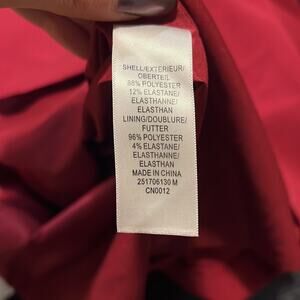 SHELL/EXTERIEUR/
OBERTEIL
88% POLYESTER
12% ELASTANE/
ELASTHANNE/
ELASTHAN
LINING/DOUBLURE/
FUTTER
96% POLYESTER
4% ELASTANE/
ELASTHANNE/
ELASTHAN
MADE IN CHINA
251706130 M
CN0012